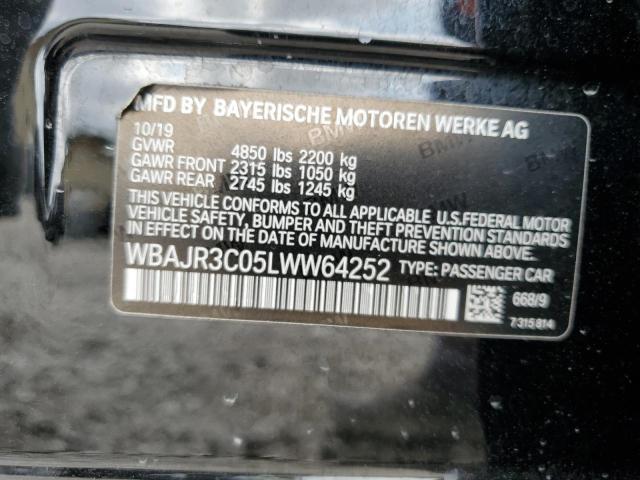 MFD BY BAYERISCHE MOTOREN WERKE AG
10/19
GVWR 4850 lbs 2200 kg
GAWR FRONT 2315 lbs 1050 kg
GAWR REAR 2745 lbs 1245 kg
THIS VEHICLE CONFORMS TO ALL APPLICABLE U.S.FEDERAL MOTOR
VEHICLE SAFETY, BUMPER AND THEFT PREVENTION STANDARDS
IN EFFECT ON THE DATE OF MANUFACTURE SHOWN ABOVE.
WBAJR3C05LWW64252 TYPE: PASSENGER CAR
668/9
7315814